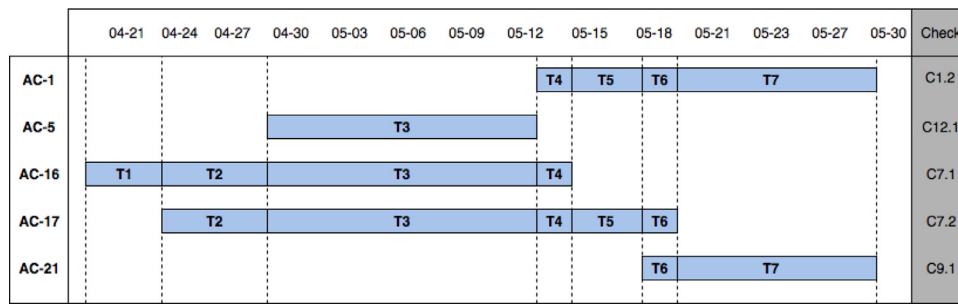 04-21 04-24 04-27 04-30 05-03 05-06 05-09 05-12 05-15 05-18 05-21 05-23 05-27 05-30 Check
AC-1 T4 T5 T6 T7 C1.2
AC-5 T3 C12.1
AC-16 T1 T2 T3 T4 C7.1
AC-17 T2 T3 T4 T5 T6 C7.2
AC-21 T6 T7 C9.1